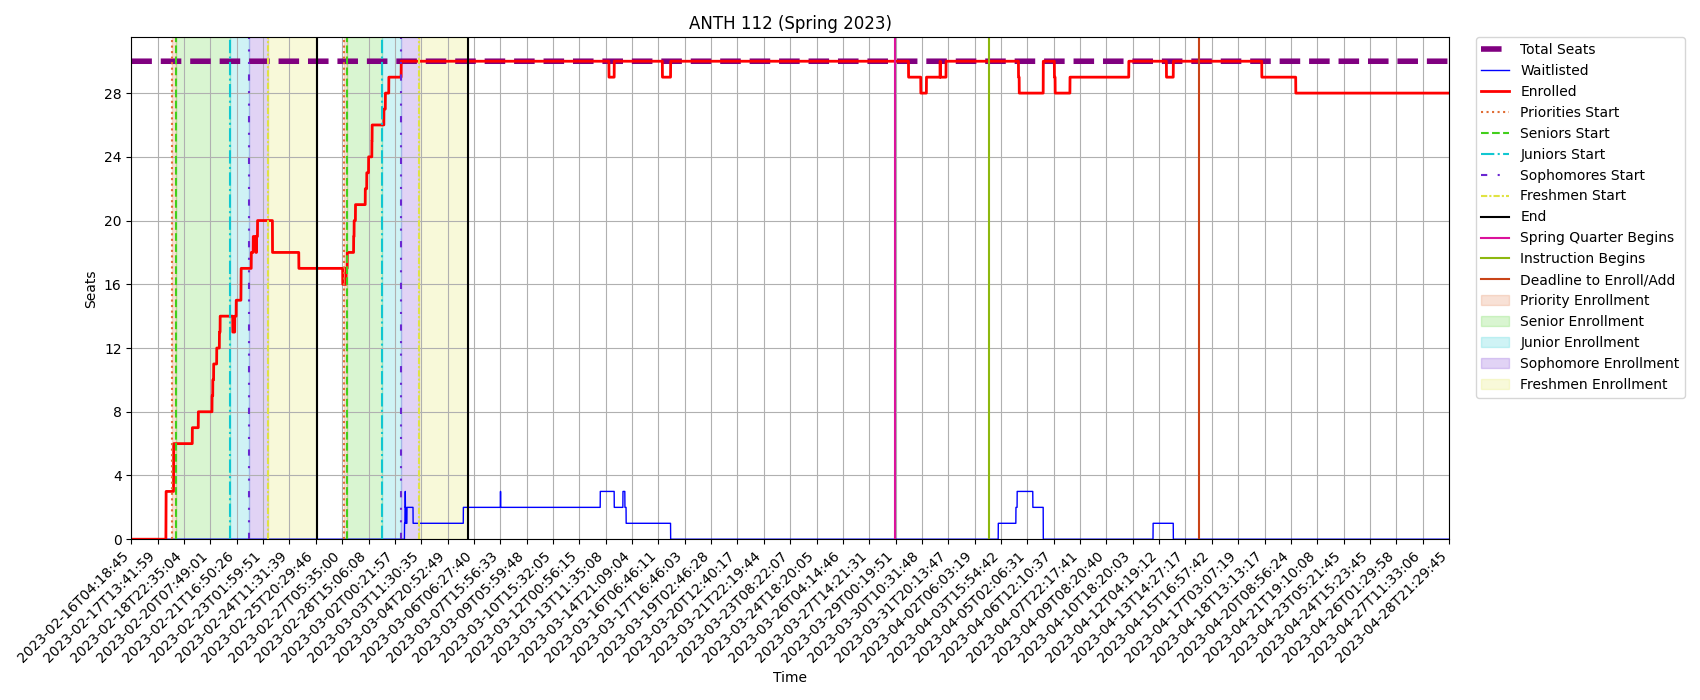 ANTH 112 (Spring 2023)
Seats
28
24
20
16
12
8
4
0
2023-02-16T04:18:45
2023-02-17T13:41:59
2023-02-18T22:35:04
2023-02-20T07:49:01
2023-02-21T16:50:26
2023-02-23T01:59:51
2023-02-24T11:31:39
2023-02-25T20:29:46
2023-02-27T05:35:00
2023-02-28T15:06:08
2023-03-02T00:21:57
2023-03-03T11:30:35
2023-03-04T20:52:49
2023-03-06T06:27:40
2023-03-07T15:56:33
2023-03-09T05:59:48
2023-03-10T15:32:05
2023-03-12T00:56:15
2023-03-13T11:35:08
2023-03-14T21:09:04
2023-03-16T06:46:11
2023-03-17T16:46:03
2023-03-19T02:46:28
2023-03-20T12:40:17
2023-03-21T22:19:44
2023-03-23T08:22:07
2023-03-24T18:20:05
2023-03-26T04:14:46
2023-03-27T14:21:31
2023-03-29T00:19:51
2023-03-30T10:31:48
2023-03-31T20:13:47
2023-04-02T06:03:19
2023-04-03T15:54:42
2023-04-05T02:06:31
2023-04-06T12:10:37
2023-04-07T22:17:41
2023-04-09T08:20:40
2023-04-10T18:20:03
2023-04-12T04:19:12
2023-04-13T14:27:17
2023-04-15T16:57:42
2023-04-17T03:07:19
2023-04-18T13:13:17
2023-04-20T08:56:24
2023-04-21T19:10:08
2023-04-23T05:21:45
2023-04-24T15:23:45
2023-04-26T01:29:58
2023-04-27T11:33:06
2023-04-28T21:29:45
Time
Total Seats
Waitlisted
Enrolled
Priorities Start
Seniors Start
Juniors Start
Sophomores Start
Freshmen Start
End
Spring Quarter Begins
Instruction Begins
Deadline to Enroll/Add
Priority Enrollment
Senior Enrollment
Junior Enrollment
Sophomore Enrollment
Freshmen Enrollment